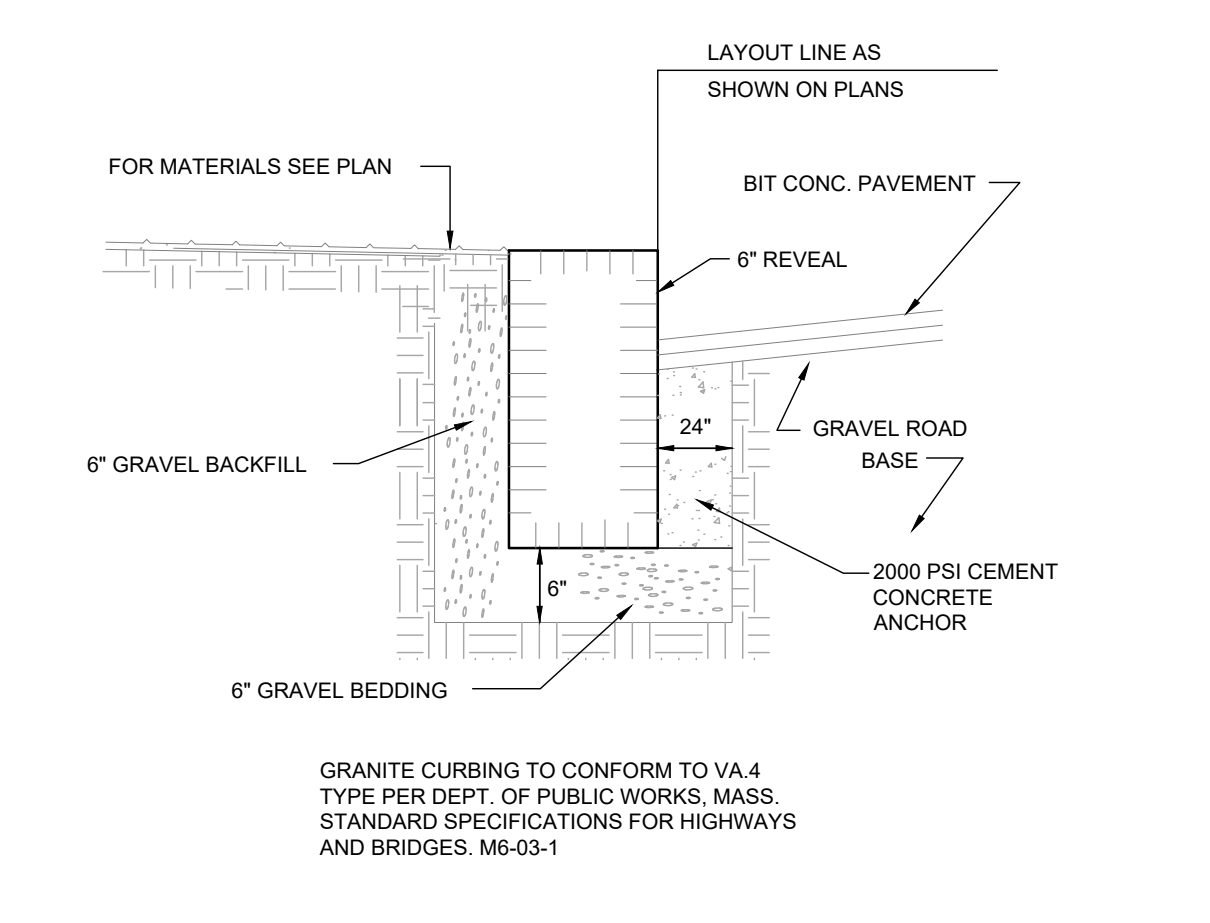 LAYOUT LINE AS
SHOWN ON PLANS
FOR MATERIALS SEE PLAN
BIT CONC. PAVEMENT
6" REVEAL
24"
GRAVEL ROAD
BASE
6" GRAVEL BACKFILL
2000 PSI CEMENT
CONCRETE
ANCHOR
6"
6" GRAVEL BEDDING
GRANITE CURBING TO CONFORM TO VA.4
TYPE PER DEPT. OF PUBLIC WORKS, MASS.
STANDARD SPECIFICATIONS FOR HIGHWAYS
AND BRIDGES. M6-03-1